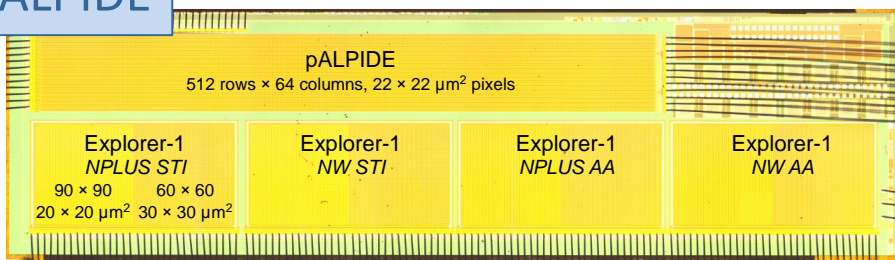 ALPIDE
pALPIDE
512 rows × 64 columns, 22 × 22 µm² pixels
Explorer-1
NPLUS STI
90 × 90 60 × 60
20 × 20 µm² 30 × 30 µm²
Explorer-1
NW STI
Explorer-1
NPLUS AA
Explorer-1
NW AA